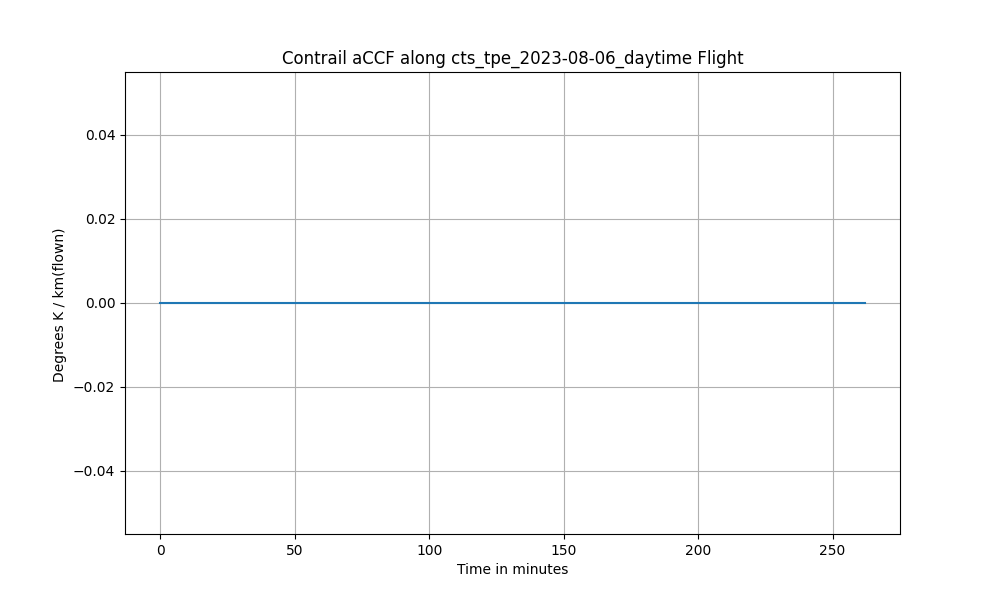 Contrail aCCF along cts_tpe_2023-08-06_daytime Flight
0.04
0.02
0.00
−0.02
−0.04
Degrees K / km(flown)
0 50 100 150 200 250
Time in minutes